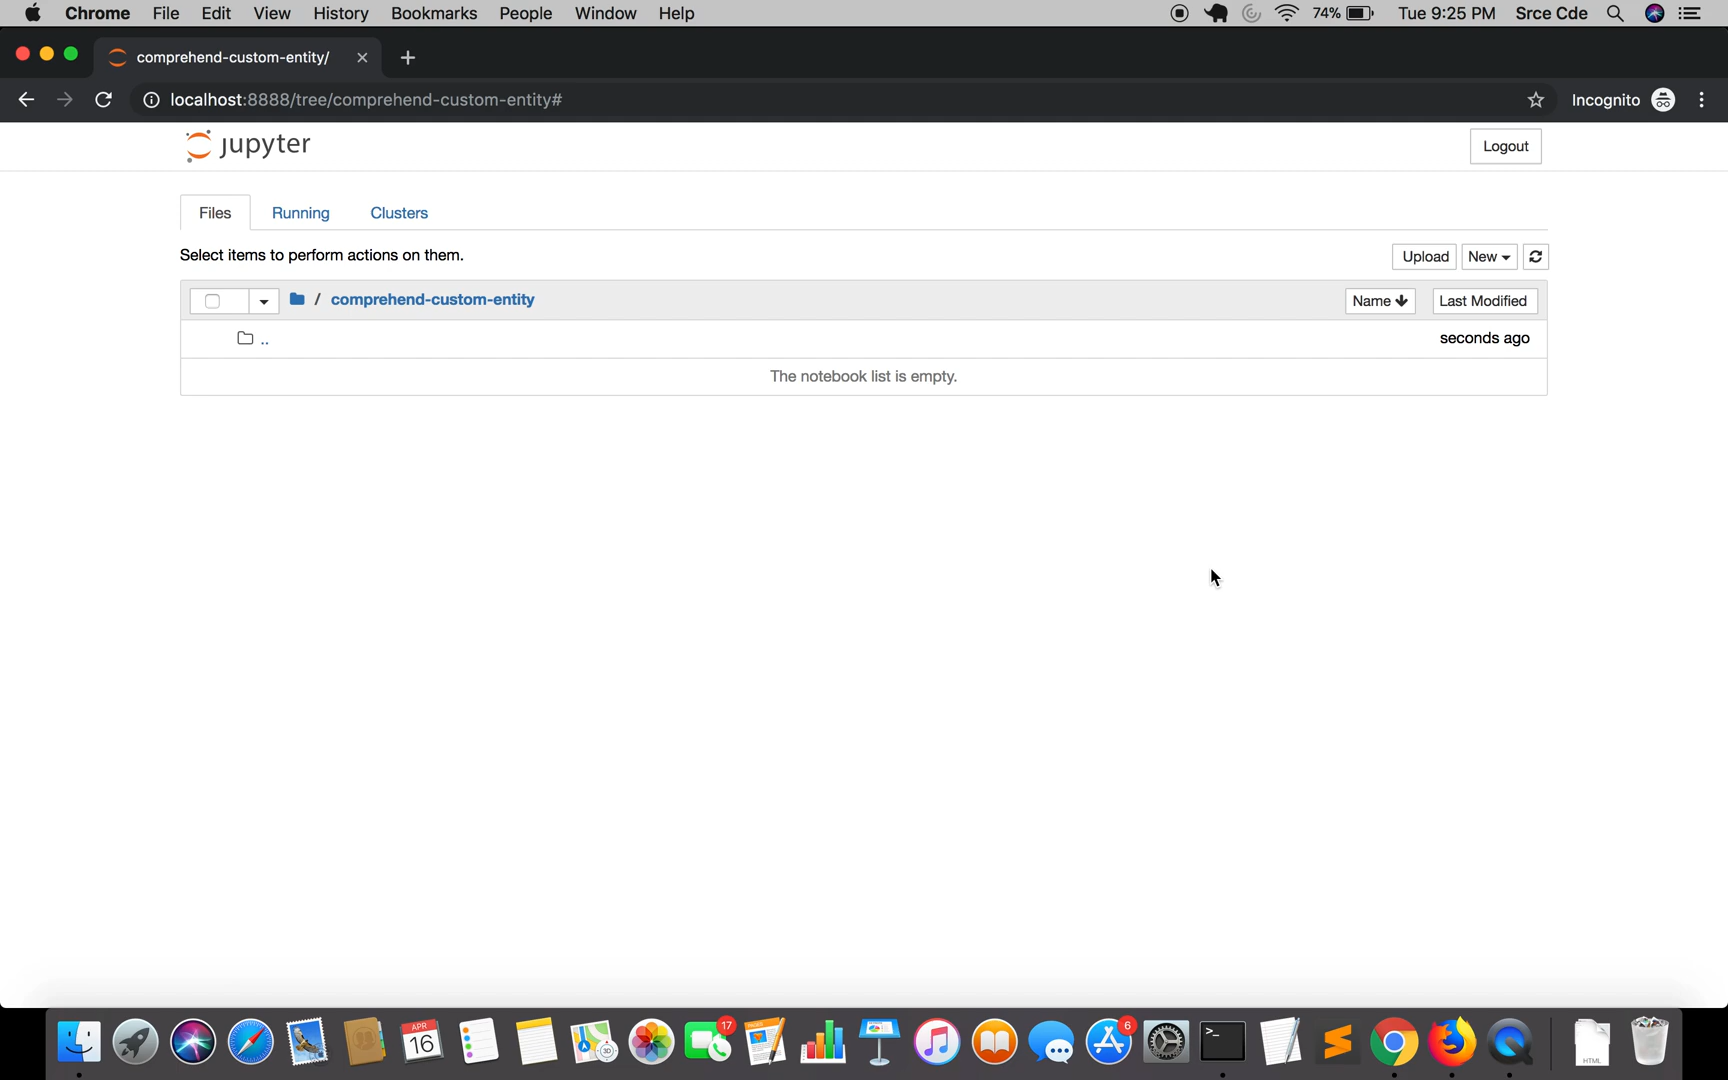 Chrome File Edit View History Bookmarks People Window Help 74% Tue 9:25 PM Srce Cde
comprehend-custom-entity/
localhost:8888/tree/comprehend-custom-entity# Incognito
jupyter Logout
Files Running Clusters
Select items to perform actions on them. Upload New
/ comprehend-custom-entity Name Last Modified
.. seconds ago
The notebook list is empty.
APR
16
3D
17
PAGES
6
>_
HTML